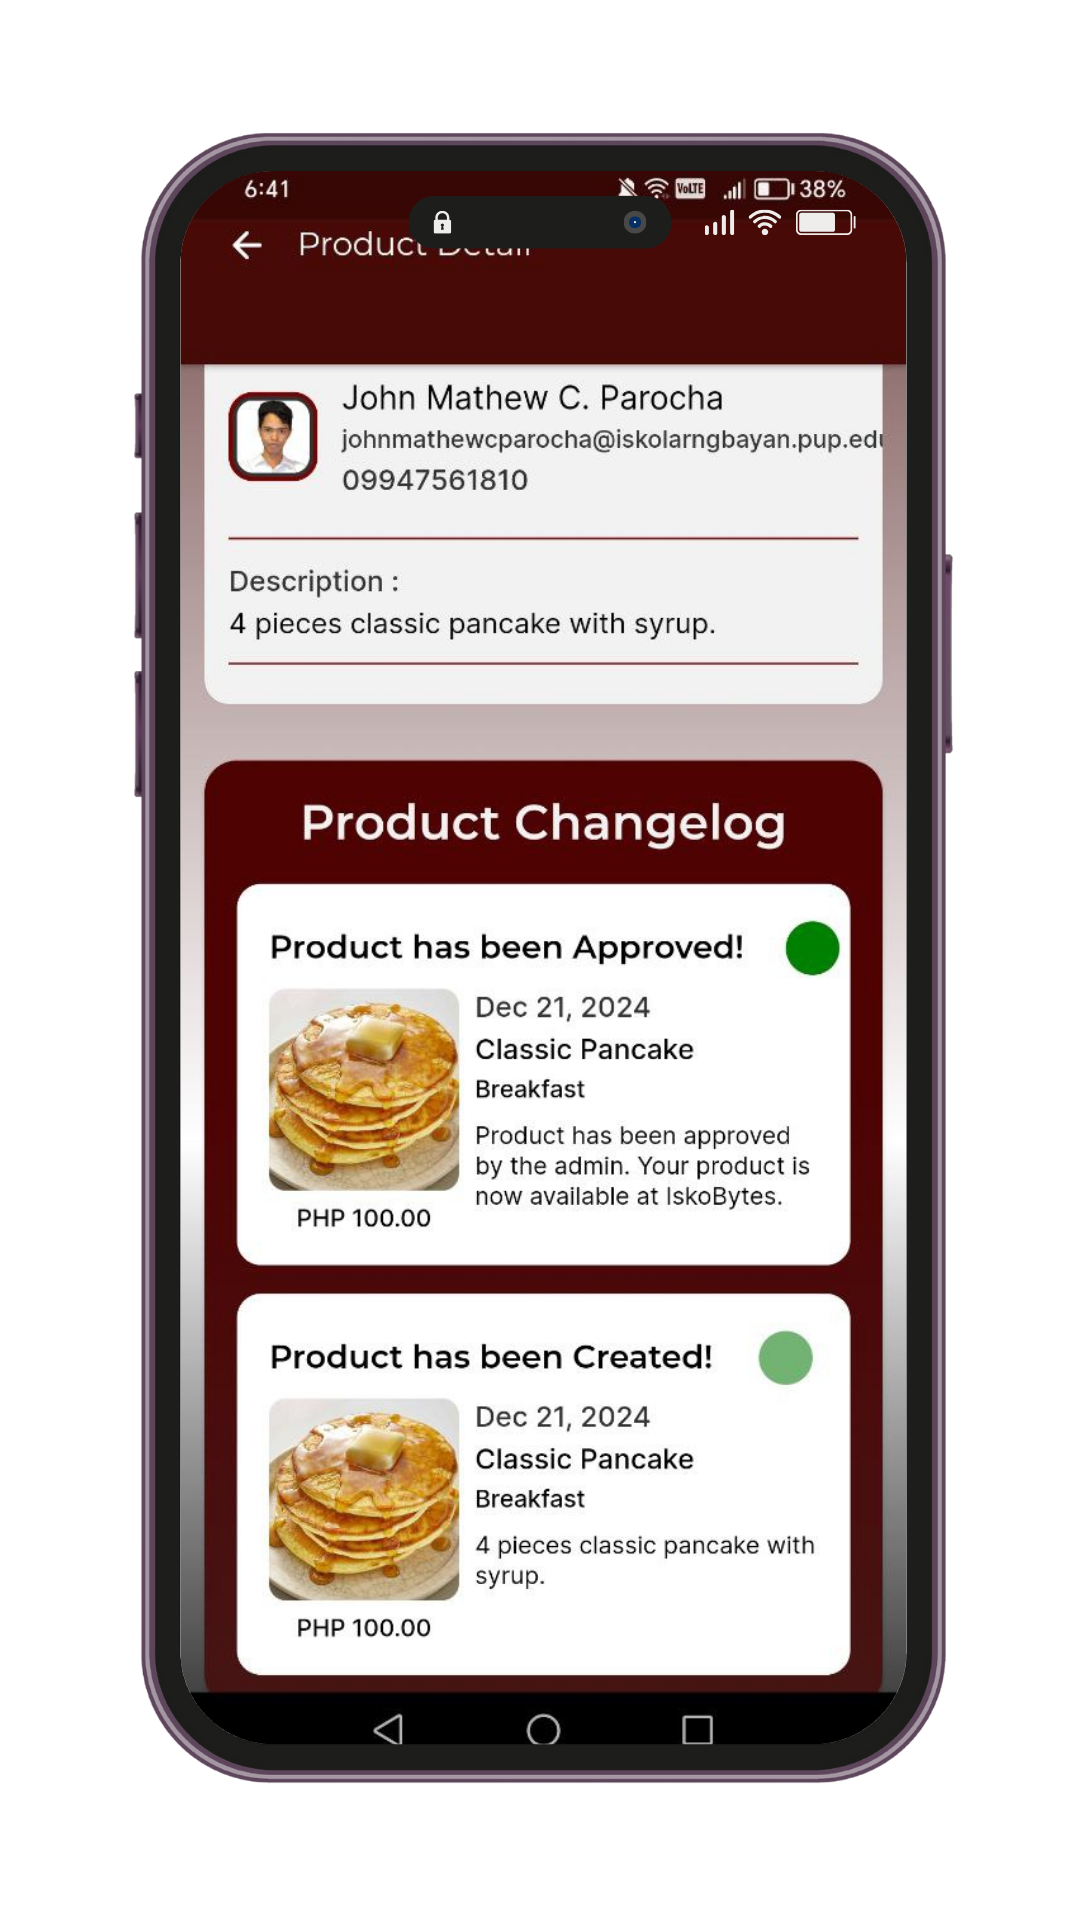 6:41
VoLTE
38%
Product Detail
John Mathew C. Parocha
johnmathewcparocha@iskolarngbayan.pup.edu
09947561810
Description :
4 pieces classic pancake with syrup.
Product Changelog
Product has been Approved!
Dec 21, 2024
Classic Pancake
Breakfast
Product has been approved
by the admin. Your product is
now available at IskoBytes.
PHP 100.00
Product has been Created!
Dec 21, 2024
Classic Pancake
Breakfast
4 pieces classic pancake with
syrup.
PHP 100.00